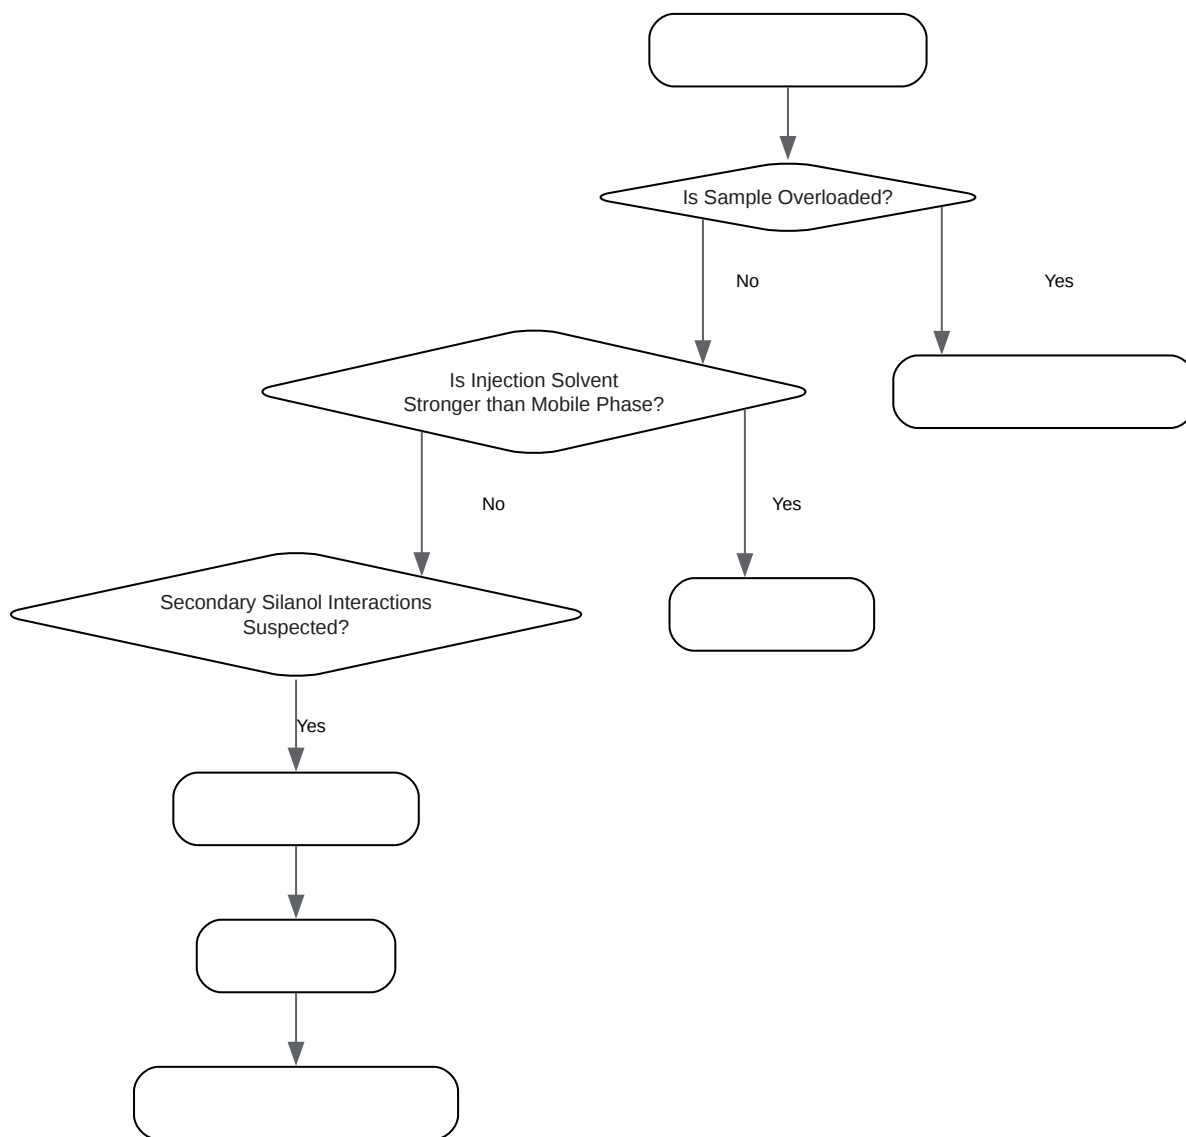 Is Sample Overloaded?
No
Yes
Is Injection Solvent
Stronger than Mobile Phase?
No
Yes
Secondary Silanol Interactions
Suspected?
Yes